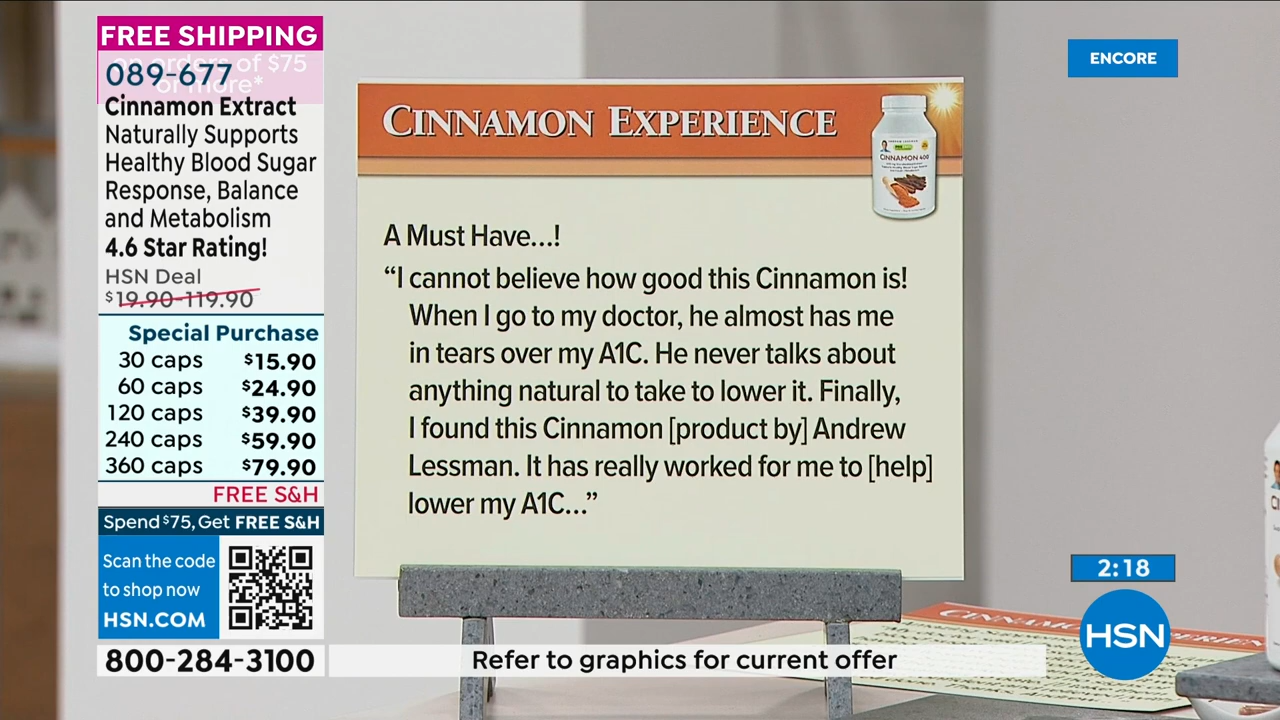 FREE SHIPPING
on orders of $75
or more*
089-677
Cinnamon Extract
Naturally Supports
Healthy Blood Sugar
Response, Balance
and Metabolism
4.6 Star Rating!
HSN Deal
$19.90-119.90
Special Purchase
30 caps $15.90
60 caps $24.90
120 caps $39.90
240 caps $59.90
360 caps $79.90
FREE S&H
Spend $75, Get FREE S&H
Scan the code
to shop now
HSN.COM
800-284-3100
Refer to graphics for current offer
CINNAMON EXPERIENCE
CINNAMON 400
A Must Have...!
“I cannot believe how good this Cinnamon is!
When I go to my doctor, he almost has me
in tears over my A1C. He never talks about
anything natural to take to lower it. Finally,
I found this Cinnamon [product by] Andrew
Lessman. It has really worked for me to [help]
lower my A1C...”
ENCORE
2:18
HSN